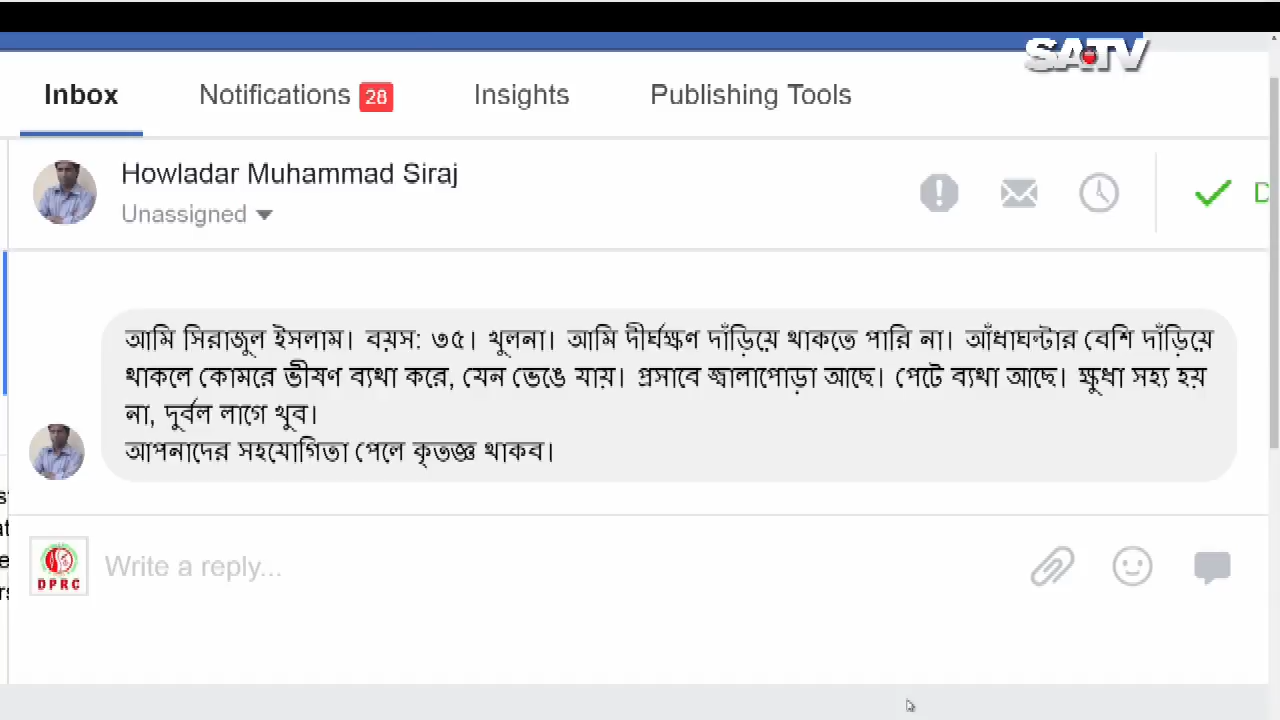 SATV
Inbox Notifications 28 Insights Publishing Tools
Howladar Muhammad Siraj
Unassigned
আমি সিরাজুল ইসলাম। বয়স: ৩৫। খুলনা। আমি দীর্ঘক্ষণ দাঁড়িয়ে থাকতে পারি না। আঁধাঘন্টার বেশি দাঁড়িয়ে
থাকলে কোমরে ভীষণ ব্যথা করে, যেন ভেঙে যায়। প্রসাবে জ্বালাপোড়া আছে। পেটে ব্যথা আছে। ক্ষুধা সহ্য হয়
না, দুর্বল লাগে খুব।
আপনাদের সহযোগিতা পেলে কৃতজ্ঞ থাকব।
DPRC
Write a reply...